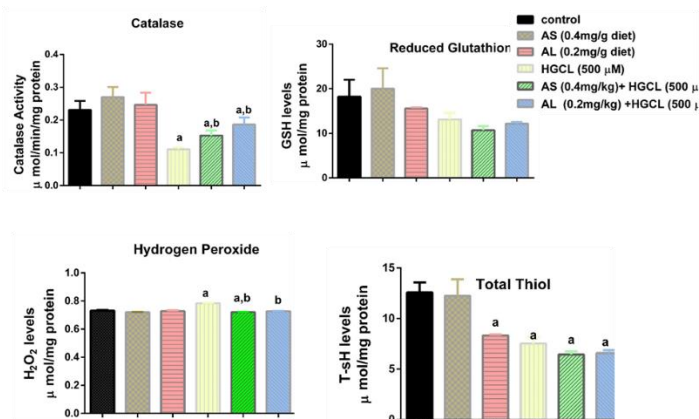 Catalase
Catalase Activity
μ mol/min/mg protein
0.4
0.3
0.2
0.1
0.0
a
a,b
a,b
Reduced Glutathion
GSH levels
μ mol/mg protein
30
20
10
0
control
AS (0.4mg/g diet)
AL (0.2mg/g diet)
HGCL (500 μM)
AS (0.4mg/kg)+ HGCL (500 μ
AL (0.2mg/kg) +HGCL (500 μ
Hydrogen Peroxide
H₂O₂ levels
μ mol/mg protein
1.0
0.8
0.6
0.4
0.2
0.0
a
a,b
b
Total Thiol
T-sH levels
μ mol/mg protein
15
10
5
0
a
a
a
a